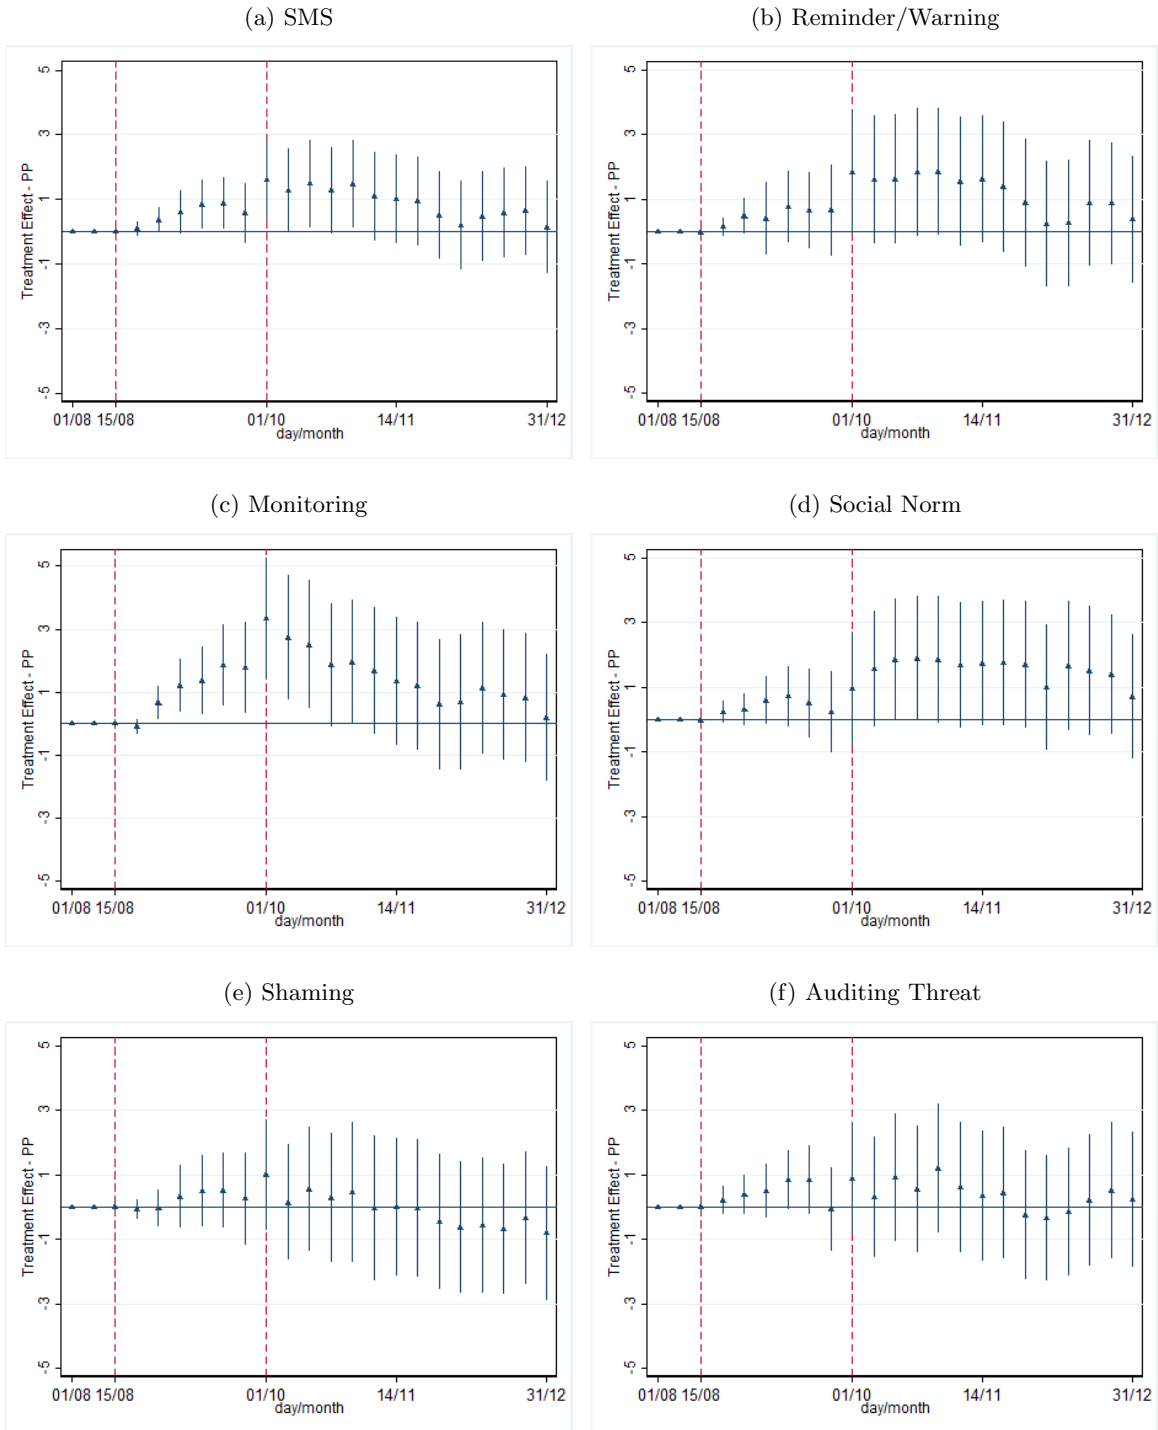 (a) SMS
Treatment Effect - PP
5
3
1
-1
-3
-5
01/08 15/08 01/10 14/11 31/12
day/month
(b) Reminder/Warning
Treatment Effect - PP
5
3
1
-1
-3
-5
01/08 15/08 01/10 14/11 31/12
day/month
(c) Monitoring
Treatment Effect - PP
5
3
1
-1
-3
-5
01/08 15/08 01/10 14/11 31/12
day/month
(d) Social Norm
Treatment Effect - PP
5
3
1
-1
-3
-5
01/08 15/08 01/10 14/11 31/12
day/month
(e) Shaming
Treatment Effect - PP
5
3
1
-1
-3
-5
01/08 15/08 01/10 14/11 31/12
day/month
(f) Auditing Threat
Treatment Effect - PP
5
3
1
-1
-3
-5
01/08 15/08 01/10 14/11 31/12
day/month